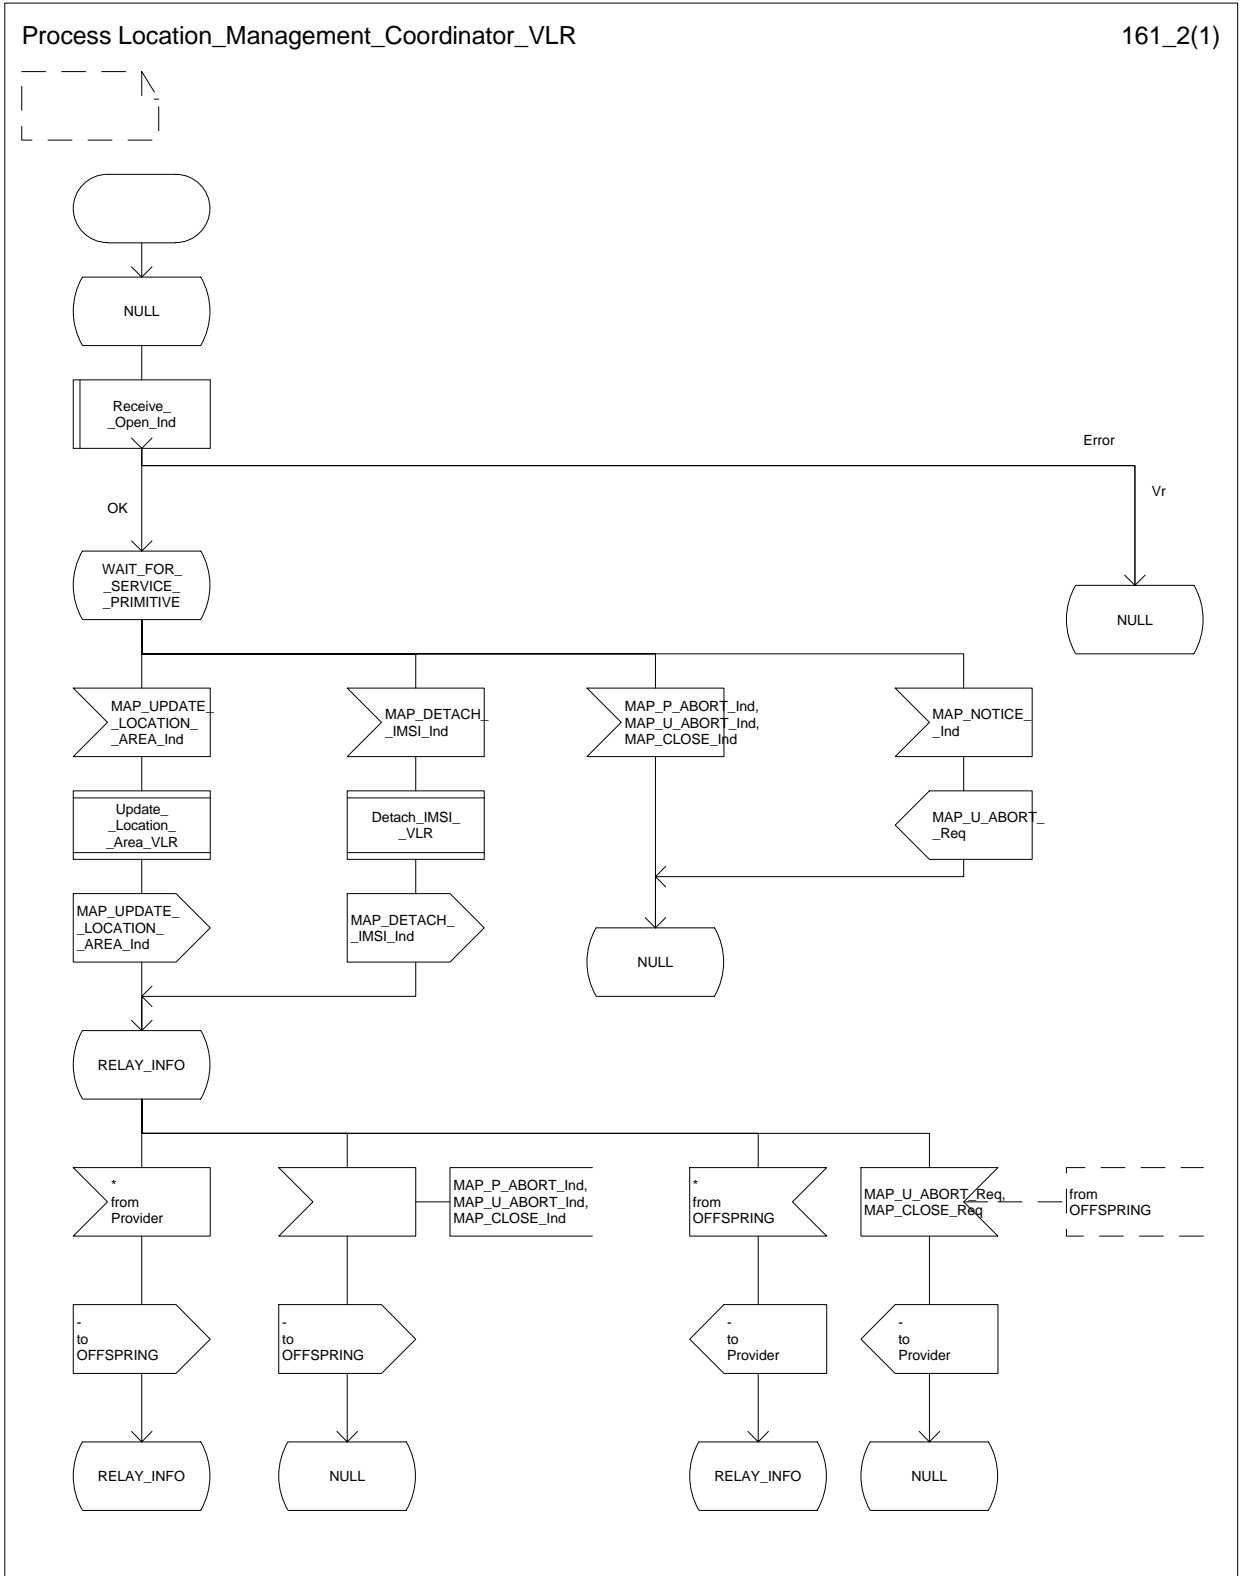 Process Location_Management_Coordinator_VLR
161_2(1)
NULL
Receive_
_Open_Ind
Error
Vr
OK
WAIT_FOR_
_SERVICE_
_PRIMITIVE
NULL
MAP_UPDATE_
_LOCATION_
_AREA_Ind
MAP_DETACH_
_IMSI_Ind
MAP_P_ABORT_Ind,
MAP_U_ABORT_Ind,
MAP_CLOSE_Ind
MAP_NOTICE_
_Ind
Update_
_Location_
_Area_VLR
Detach_IMSI_
_VLR
MAP_U_ABORT_
_Req
MAP_UPDATE_
_LOCATION_
_AREA_Ind
MAP_DETACH_
_IMSI_Ind
NULL
RELAY_INFO
*
from
Provider
MAP_P_ABORT_Ind,
MAP_U_ABORT_Ind,
MAP_CLOSE_Ind
*
from
OFFSPRING
MAP_U_ABORT_Req,
MAP_CLOSE_Req
from
OFFSPRING
-
to
OFFSPRING
-
to
OFFSPRING
-
to
Provider
-
to
Provider
RELAY_INFO
NULL
RELAY_INFO
NULL